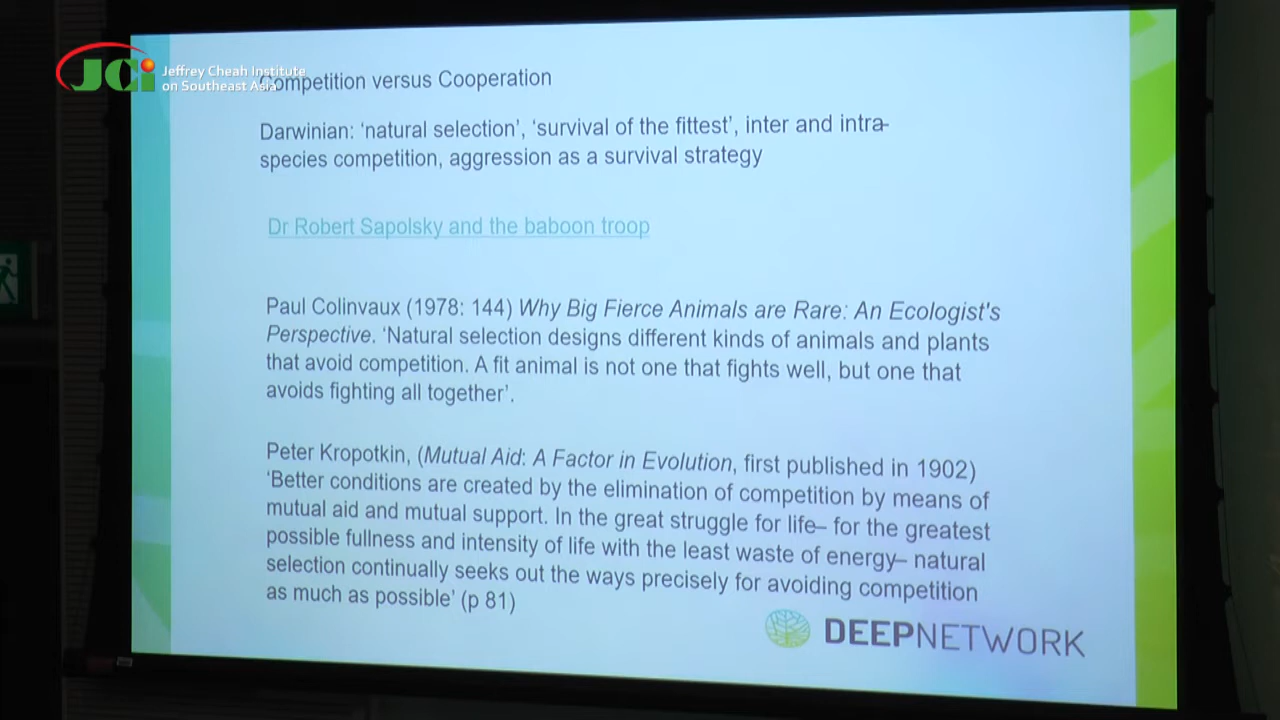 JCi Jeffrey Cheah Institute
on Southeast Asia
Competition versus Cooperation
Darwinian: ‘natural selection’, ‘survival of the fittest’, inter and intra-
species competition, aggression as a survival strategy
Dr Robert Sapolsky and the baboon troop
Paul Colinvaux (1978: 144) Why Big Fierce Animals are Rare: An Ecologist's
Perspective. ‘Natural selection designs different kinds of animals and plants
that avoid competition. A fit animal is not one that fights well, but one that
avoids fighting all together’.
Peter Kropotkin, (Mutual Aid: A Factor in Evolution, first published in 1902)
‘Better conditions are created by the elimination of competition by means of
mutual aid and mutual support. In the great struggle for life– for the greatest
possible fullness and intensity of life with the least waste of energy– natural
selection continually seeks out the ways precisely for avoiding competition
as much as possible’ (p 81)
DEEPNETWORK